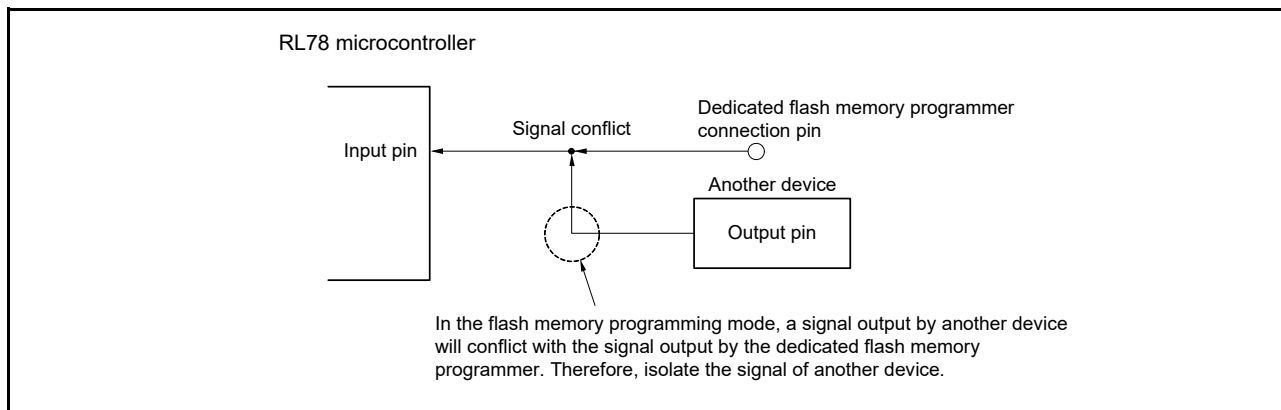 RL78 microcontroller
Dedicated flash memory programmer
connection pin
Signal conflict
Input pin
Another device
Output pin
In the flash memory programming mode, a signal output by another device
will conflict with the signal output by the dedicated flash memory
programmer. Therefore, isolate the signal of another device.